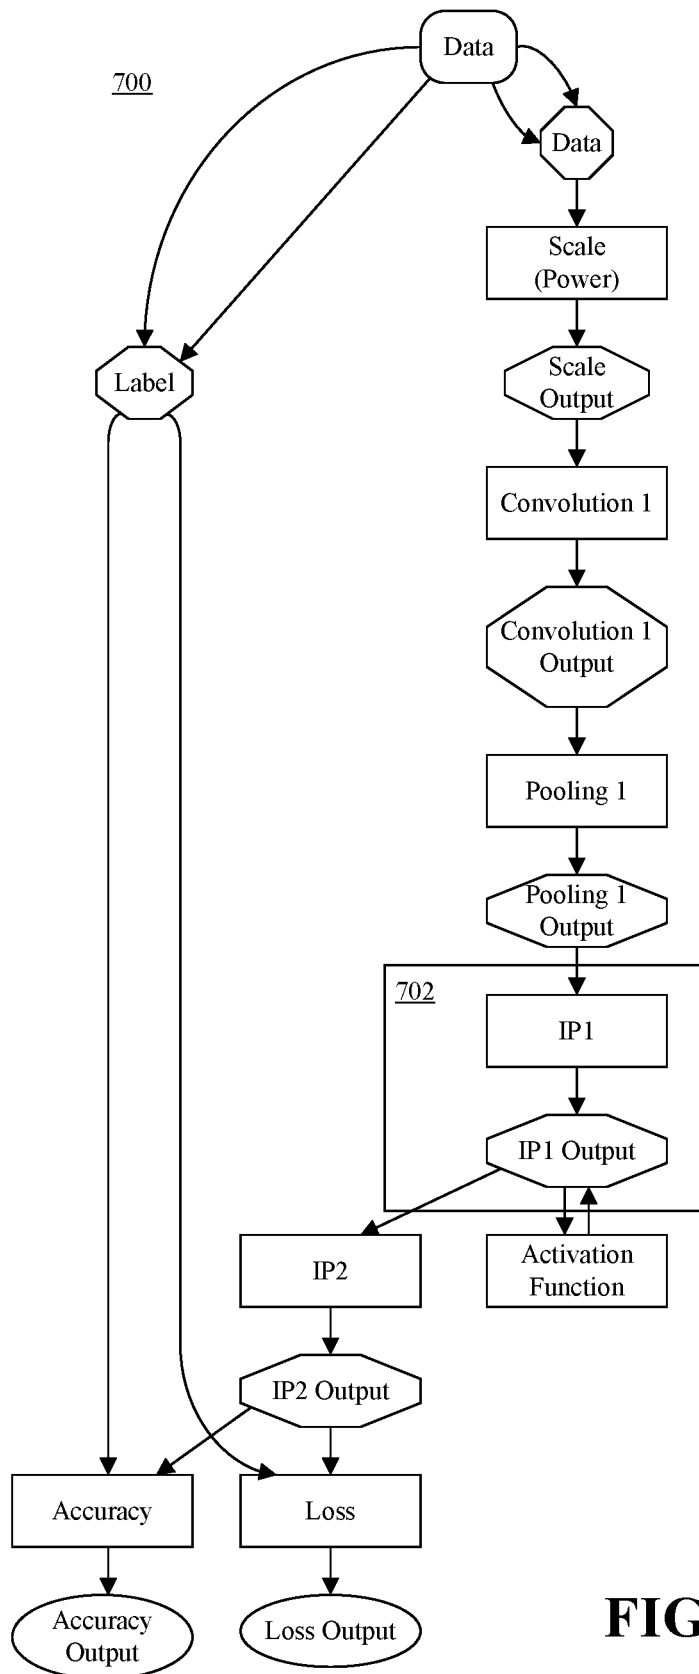 Data
700
Data
Scale
(Power)
Label
Scale
Output
Convolution 1
Convolution 1
Output
Pooling 1
Pooling 1
Output
702
IP1
IP1 Output
IP2
Activation
Function
IP2 Output
Accuracy
Loss
Accuracy
Output
Loss Output
FIG